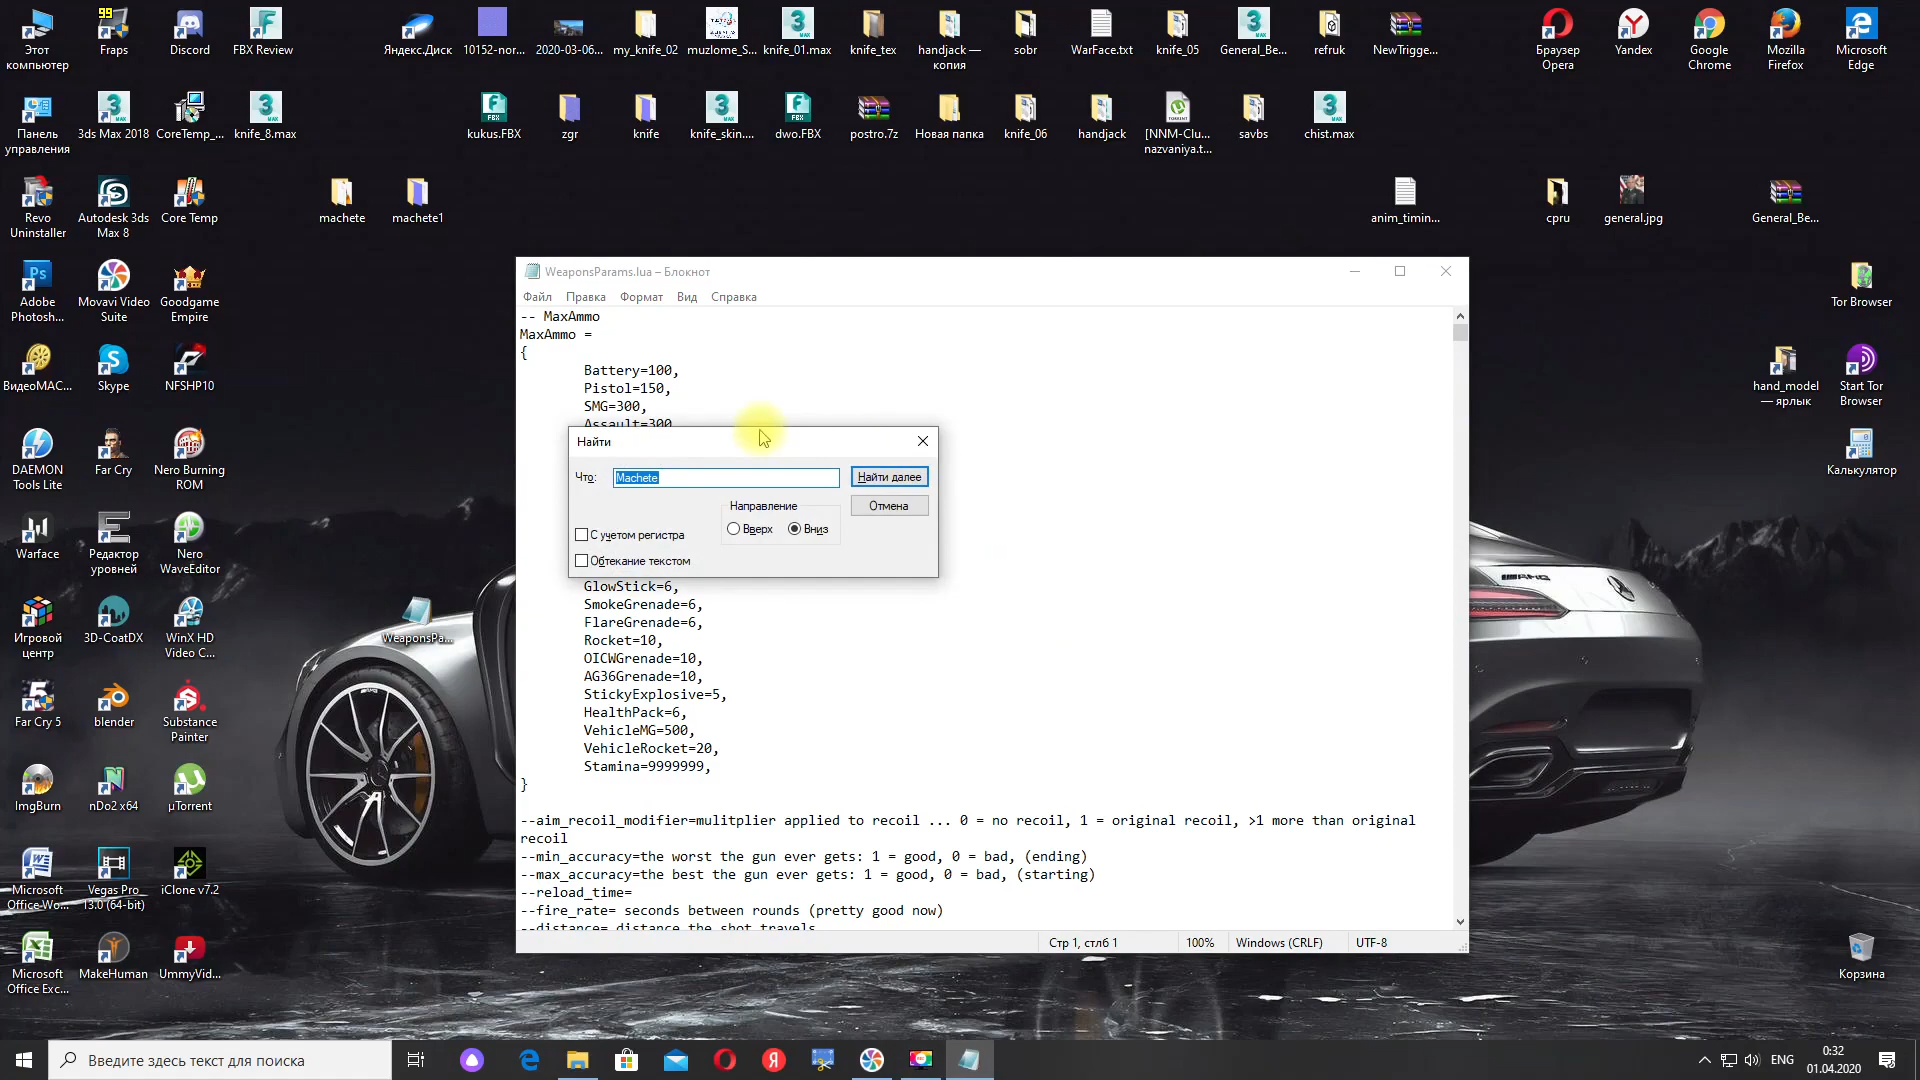 99
Этот
компьютер
Fraps
Discord
FBX Review
Яндекс.Диск
10152-nor...
2020-03-06...
my_knife_02
muzlome_S...
knife_01.max
knife_tex
handjack —
копия
sobr
WarFace.txt
knife_05
General_Be...
refruk
NewTrigge...
Браузер
Opera
Yandex
Google
Chrome
Mozilla
Firefox
Microsoft
Edge
Панель
управления
3ds Max 2018
CoreTemp_...
knife_8.max
kukus.FBX
zgr
knife
knife_skin....
dwo.FBX
postro.7z
Новая папка
knife_06
handjack
[NNM-Clu...
nazvaniya.t...
savbs
chist.max
Revo
Uninstaller
Autodesk 3ds
Max 8
Core Temp
machete
machete1
anim_timin...
cpru
general.jpg
General_Be...
Adobe
Photosh...
Movavi Video
Suite
Goodgame
Empire
Tor Browser
ВидеоМАС...
Skype
NFSHP10
hand_model
— ярлык
Start Tor
Browser
DAEMON
Tools Lite
Far Cry
Nero Burning
ROM
Калькулятор
Warface
Редактор
уровней
Nero
WaveEditor
Игровой
центр
3D-CoatDX
WinX HD
Video C...
WeaponsPa...
Far Cry 5
blender
Substance
Painter
ImgBurn
nDo2 x64
µTorrent
Microsoft
Office-Wo...
Vegas Pro_
13.0 (64-bit)
iClone v7.2
Microsoft
Office Exc...
MakeHuman
UmmyVid...
Корзина
WeaponsParams.lua – Блокнот
Файл Правка Формат Вид Справка
-- MaxAmmo
MaxAmmo =
{
Battery=100,
Pistol=150,
SMG=300,
Assault=300
Найти
Что: Machete Найти далее
Направление Отмена
Вверх Вниз
С учетом регистра
Обтекание текстом
GlowStick=6,
SmokeGrenade=6,
FlareGrenade=6,
Rocket=10,
OICWGrenade=10,
AG36Grenade=10,
StickyExplosive=5,
HealthPack=6,
VehicleMG=500,
VehicleRocket=20,
Stamina=9999999,
}
--aim_recoil_modifier=mulitplier applied to recoil ... 0 = no recoil, 1 = original recoil, >1 more than original
recoil
--min_accuracy=the worst the gun ever gets: 1 = good, 0 = bad, (ending)
--max_accuracy=the best the gun ever gets: 1 = good, 0 = bad, (starting)
--reload_time=
--fire_rate= seconds between rounds (pretty good now)
--distance= distance the shot travels
Стр 1, стлб 1 100% Windows (CRLF) UTF-8
Введите здесь текст для поиска
ENG
0:32
01.04.2020